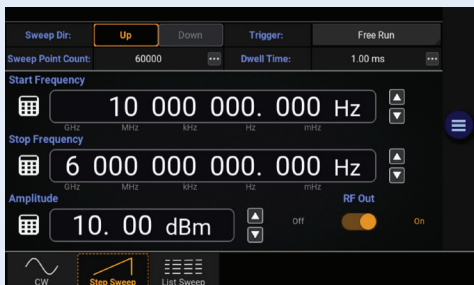 Sweep Dir: Up Down Trigger: Free Run
Sweep Point Count: 60000 ••• Dwell Time: 1.00 ms •••
Start Frequency
10 000 000. 000 Hz
GHz MHz kHz Hz mHz
Stop Frequency
6 000 000 000. 000 Hz
GHz MHz kHz Hz mHz
Amplitude RF Out
10. 00 dBm Off On
CW Step Sweep List Sweep